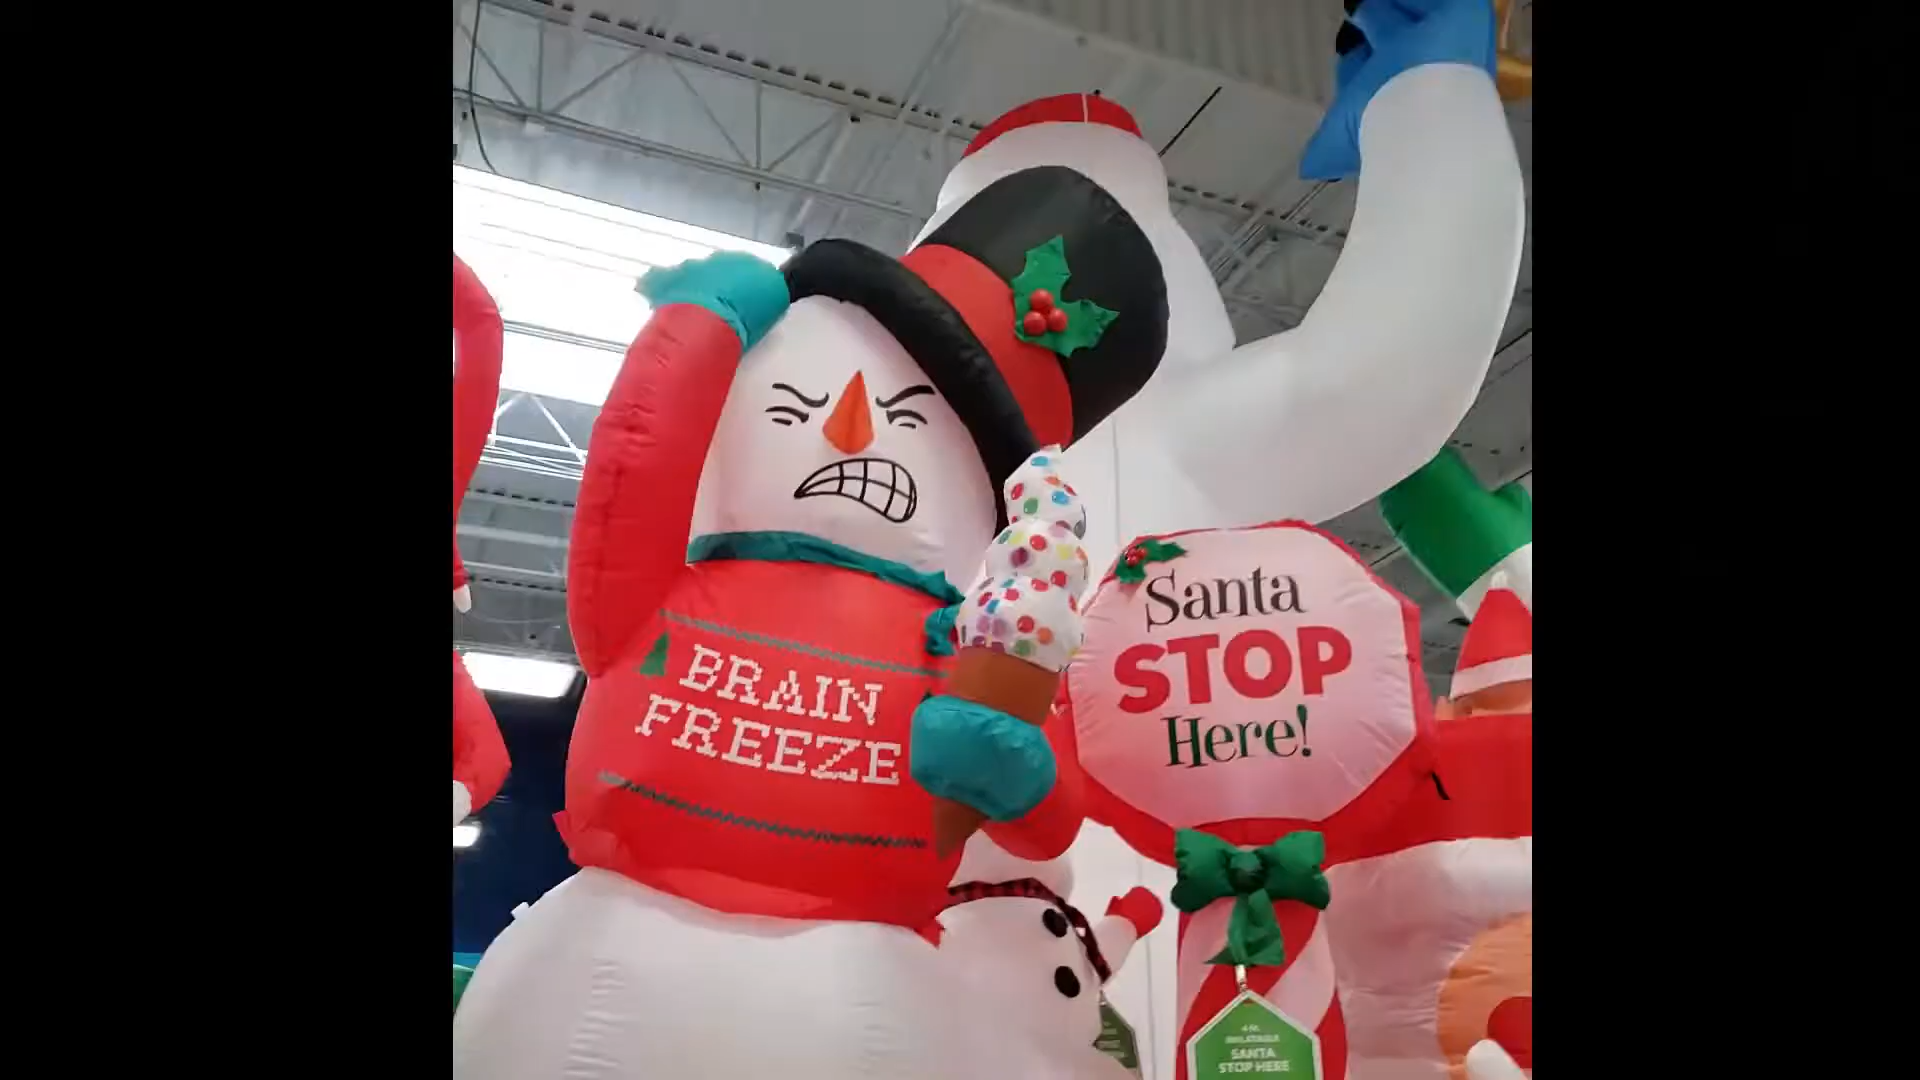 BRAIN
FREEZE
Santa
STOP
Here!
SANTA
STOP HERE